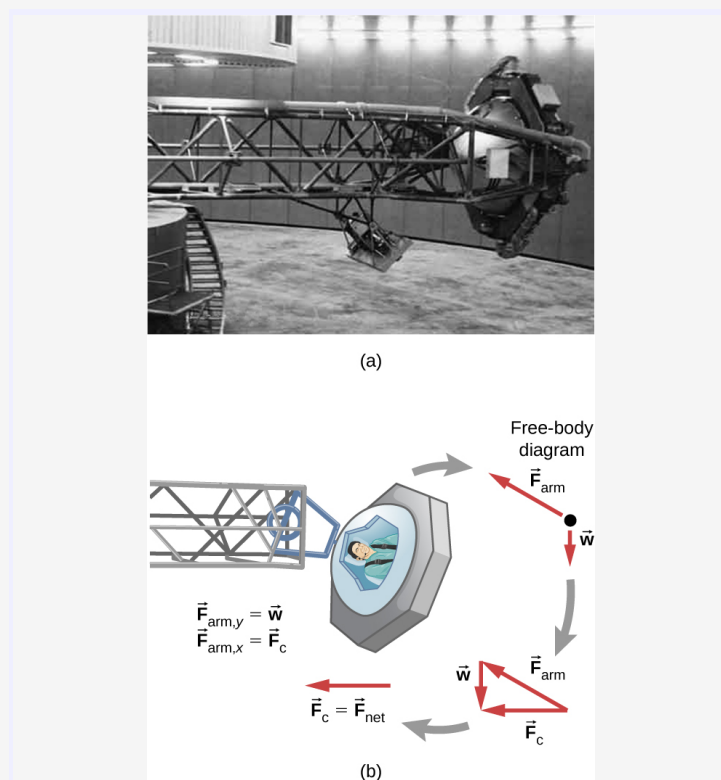 (a)
Free-body
diagram
F⃗arm
w⃗
F⃗arm,y = w⃗
F⃗arm,x = F⃗c
w⃗
F⃗arm
F⃗c = F⃗net
F⃗c
(b)